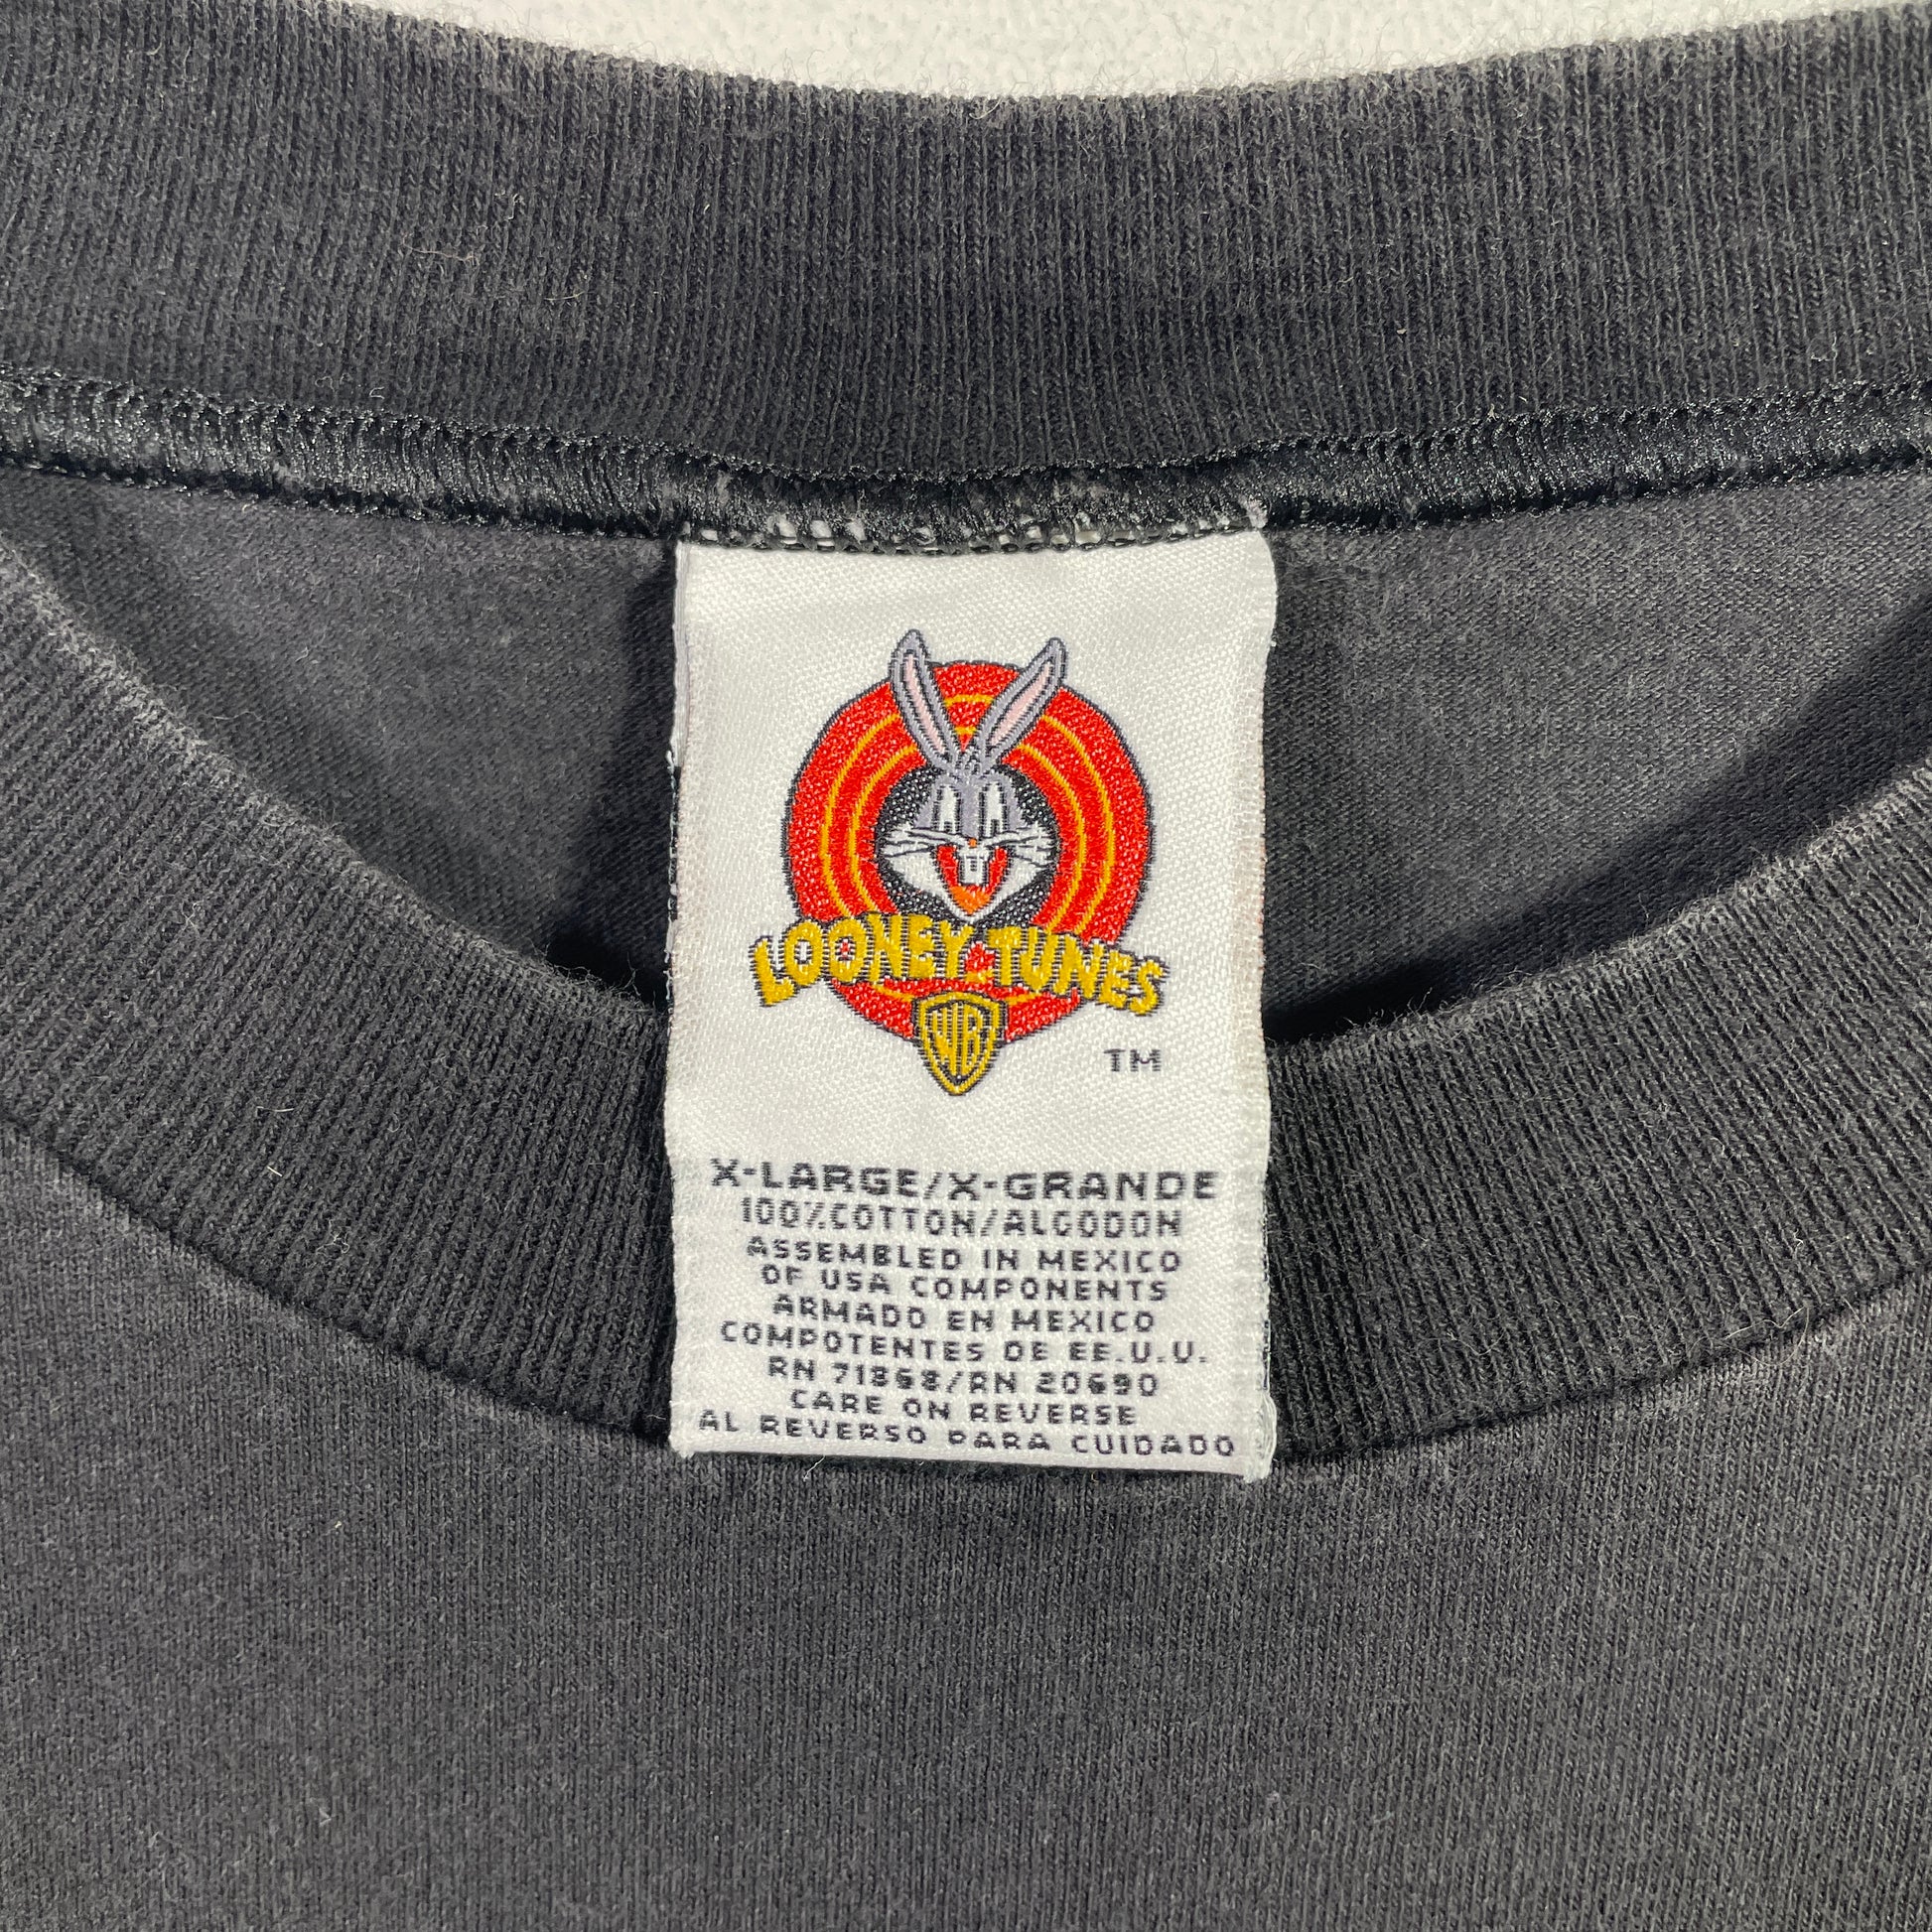 LOONEY TUNES
WB
TM
X-LARGE/X-GRANDE
100% COTTON/ALGODON
ASSEMBLED IN MEXICO
OF USA COMPONENTS
ARMADO EN MEXICO
COMPOTENTES DE EE.U.U.
RN 71868/RN 20690
CARE ON REVERSE
AL REVERSO PARA CUIDADO